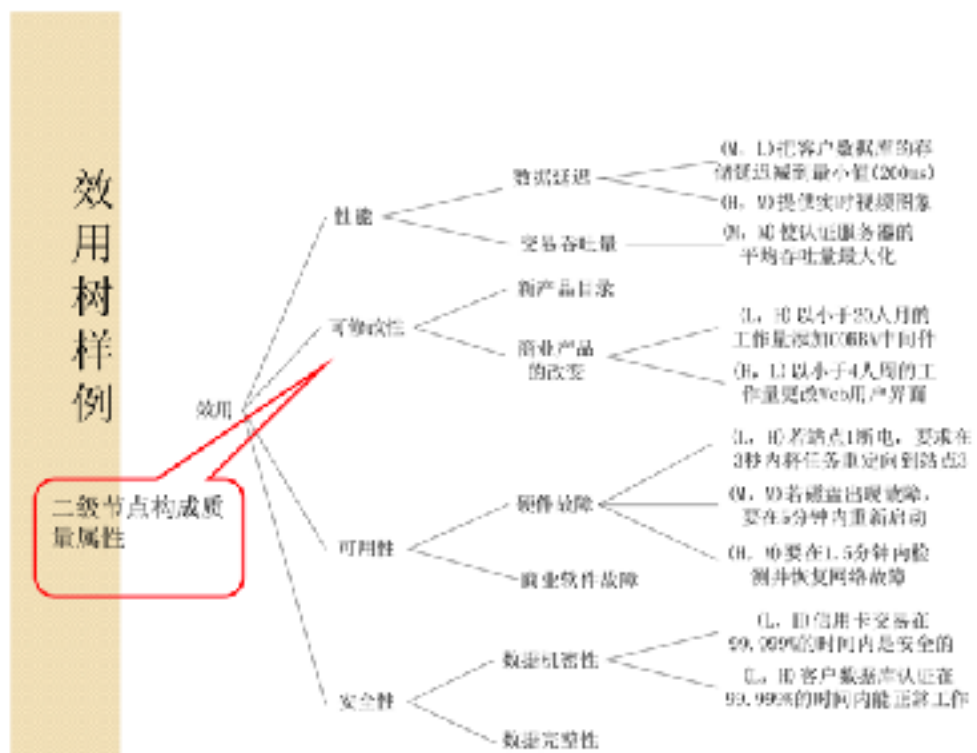 效用树样例
(M, L)把客户数据库的存
储延迟减到最小值(200ms)
数据延迟
(H, M)提供实时视频图象
性能
交易吞吐量
(M, M)使认证服务器的
平均吞吐量最大化
新产品目录
可修改性
(L, H)以小于20人月的
工作量添加CORBA中间件
商业产品
的改变
(H, L)以小于4人周的工
作量更改Web用户界面
效用
(L, H)若站点1断电,要求在
3秒内将任务重定向到站点3
二级节点构成质
量属性
硬件故障
(M, M)若磁盘出现故障,
要在5分钟内重新启动
可用性
(H, M)要在1.5分钟内检
测并恢复网络故障
商业软件故障
(L, H)信用卡交易在
99.999%的时间内是安全的
数据机密性
(L, H)客户数据库认证在
99.999%的时间内能正常工作
安全性
数据完整性